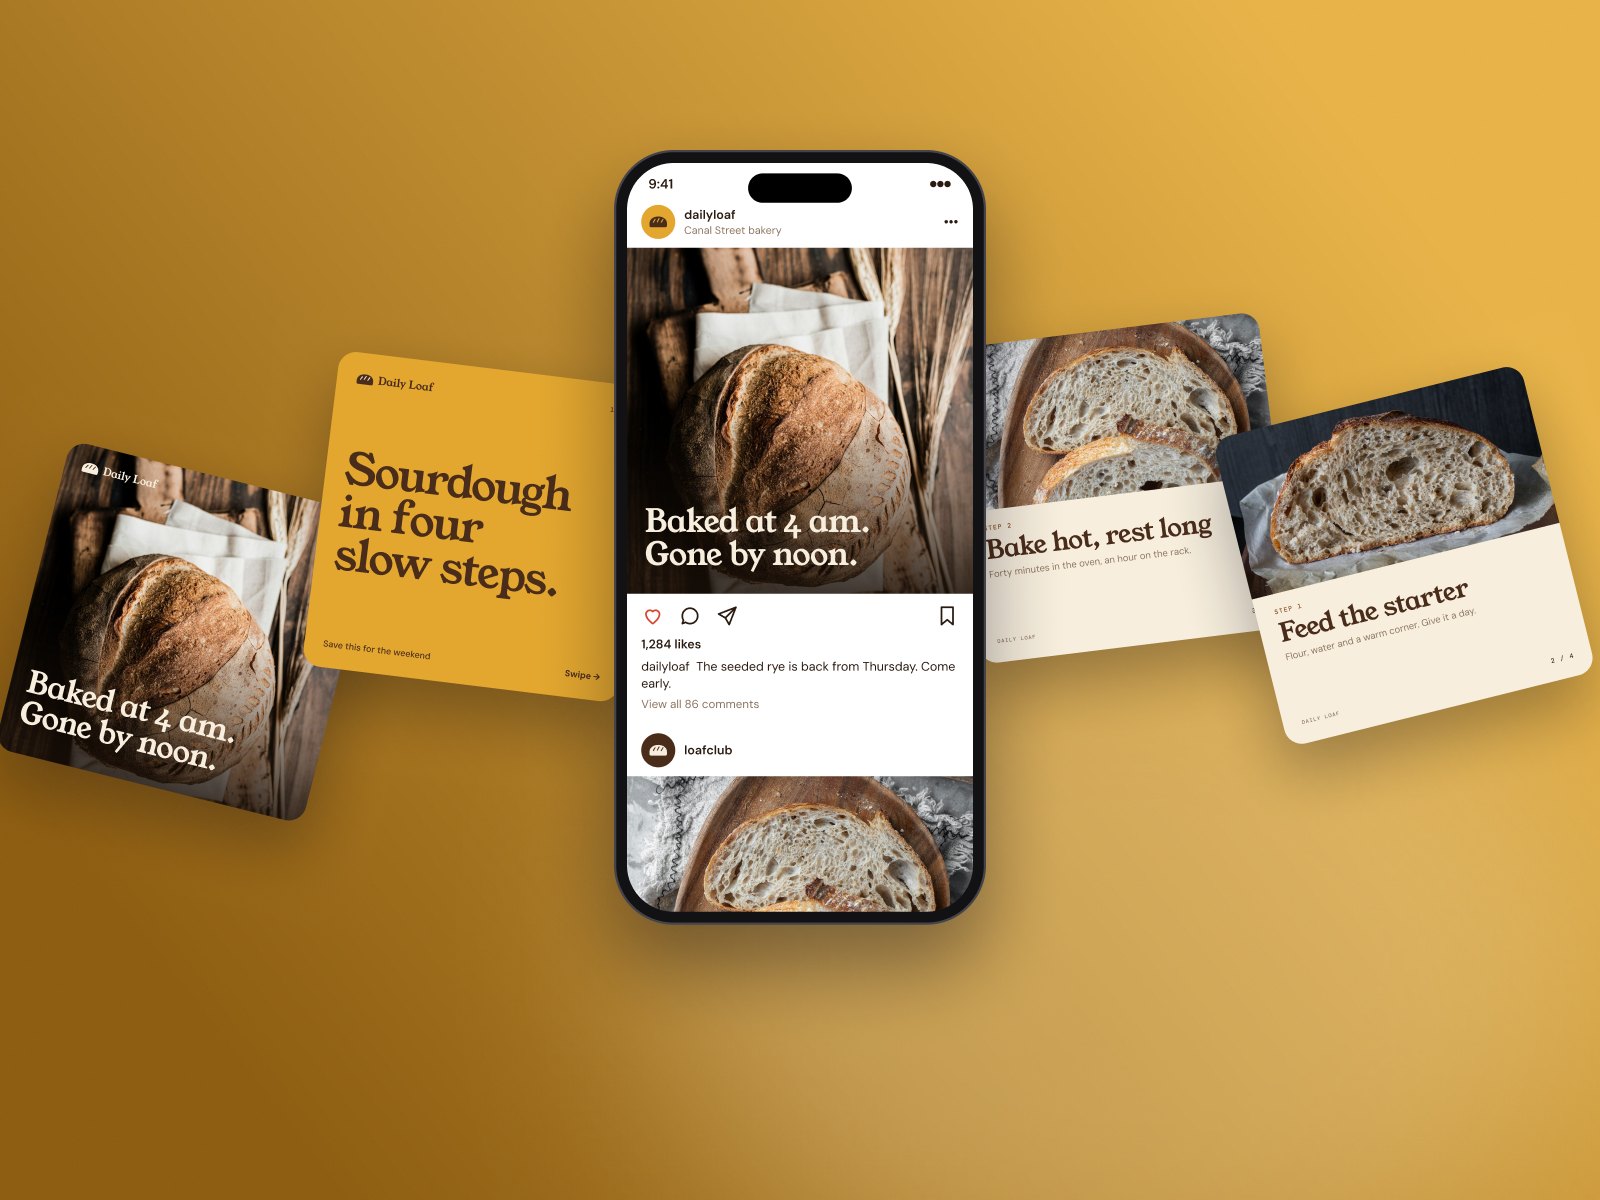 9:41
dailyloaf
Canal Street bakery
Baked at 4 am.
Gone by noon.
1,284 likes
dailyloaf The seeded rye is back from Thursday. Come
early.
View all 86 comments
loafclub
Daily Loaf
Baked at 4 am.
Gone by noon.
Daily Loaf
Sourdough
in four
slow steps.
Save this for the weekend
Swipe →
STEP 2
Bake hot, rest long
Forty minutes in the oven, an hour on the rack.
DAILY LOAF
STEP 1
Feed the starter
Flour, water and a warm corner. Give it a day.
2 / 4
DAILY LOAF